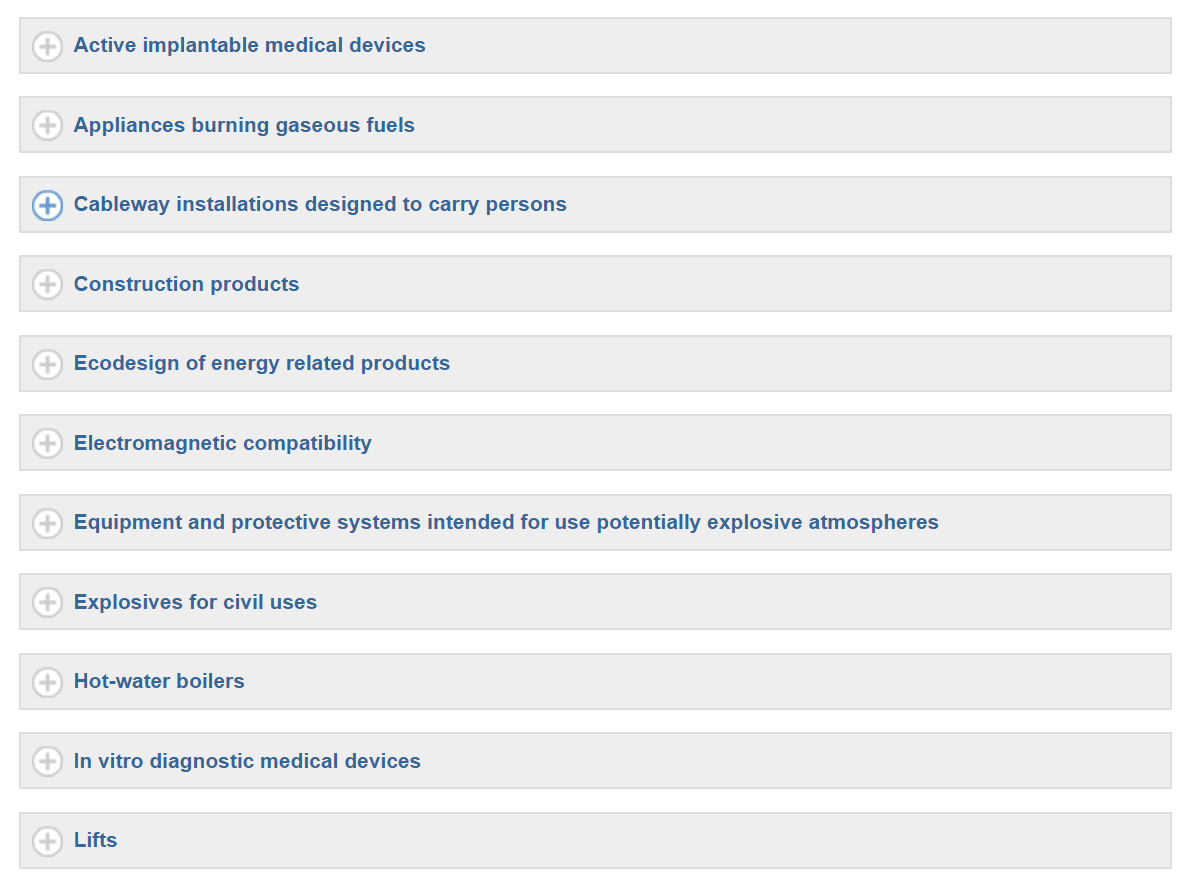 Active implantable medical devices
Appliances burning gaseous fuels
Cableway installations designed to carry persons
Construction products
Ecodesign of energy related products
Electromagnetic compatibility
Equipment and protective systems intended for use potentially explosive atmospheres
Explosives for civil uses
Hot-water boilers
In vitro diagnostic medical devices
Lifts